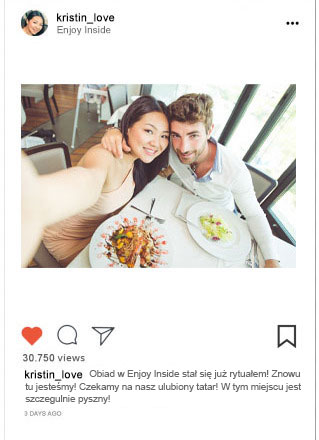 kristin_love
Enjoy Inside
30.750 views
kristin_love Obiad w Enjoy Inside stał się już rytuałem! Znowu
tu jesteśmy! Czekamy na nasz ulubiony tatar! W tym miejscu jest
szczegulnie pyszny!
3 DAYS AGO